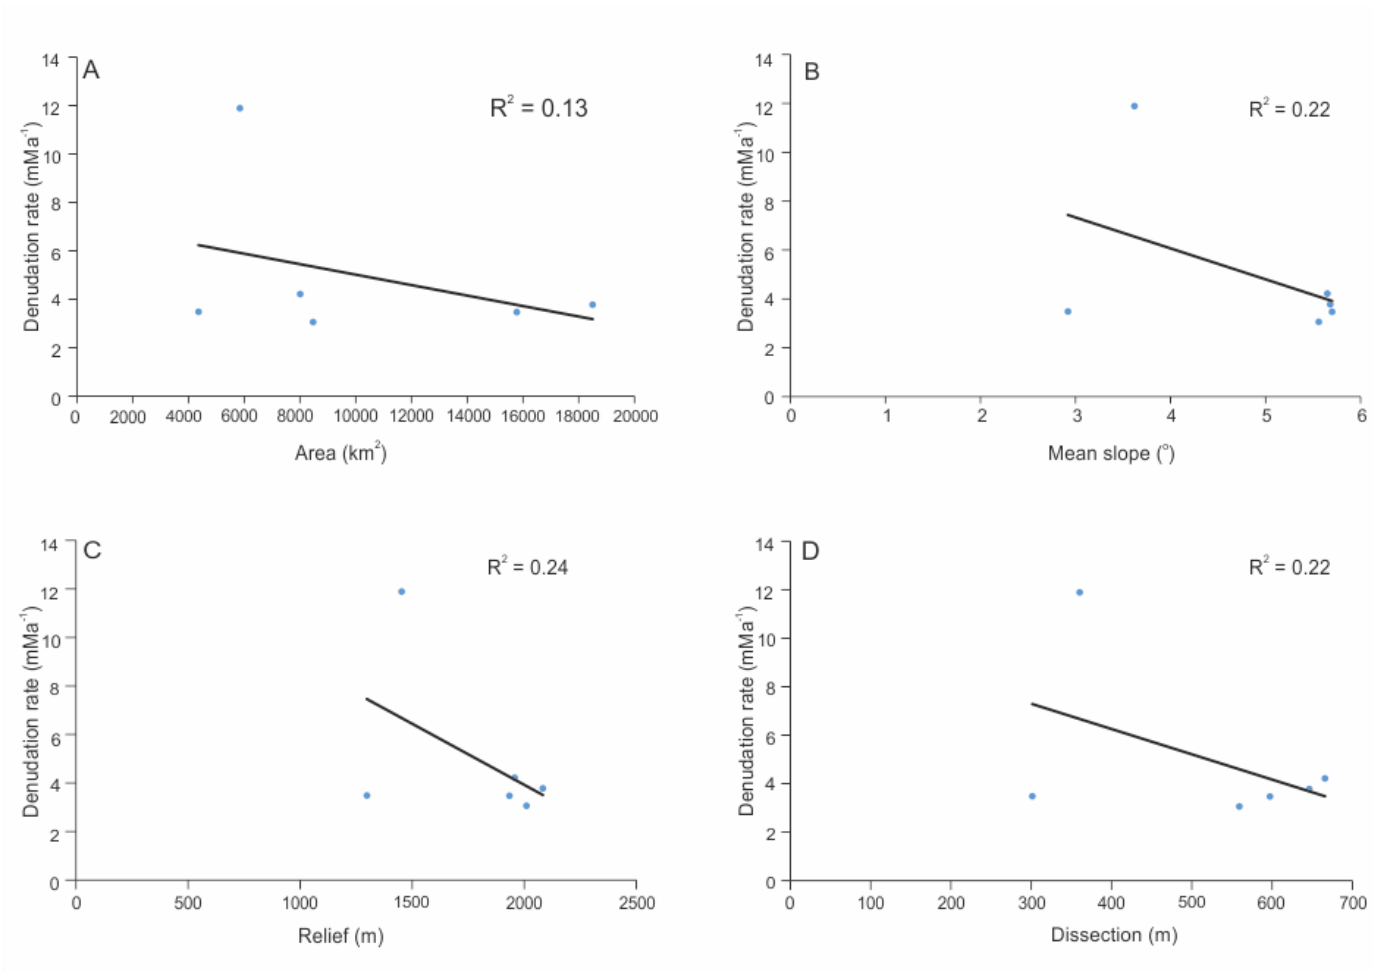 A
R² = 0.13
Denudation rate (mMa⁻¹)
14
12
10
8
6
4
2
0
0 2000 4000 6000 8000 10000 12000 14000 16000 18000 20000
Area (km²)
B
R² = 0.22
Denudation rate (mMa⁻¹)
14
12
10
8
6
4
2
0
0 1 2 3 4 5 6
Mean slope (°)
C
R² = 0.24
Denudation rate (mMa⁻¹)
14
12
10
8
6
4
2
0
0 500 1000 1500 2000 2500
Relief (m)
D
R² = 0.22
Denudation rate (mMa⁻¹)
14
12
10
8
6
4
2
0
0 100 200 300 400 500 600 700
Dissection (m)